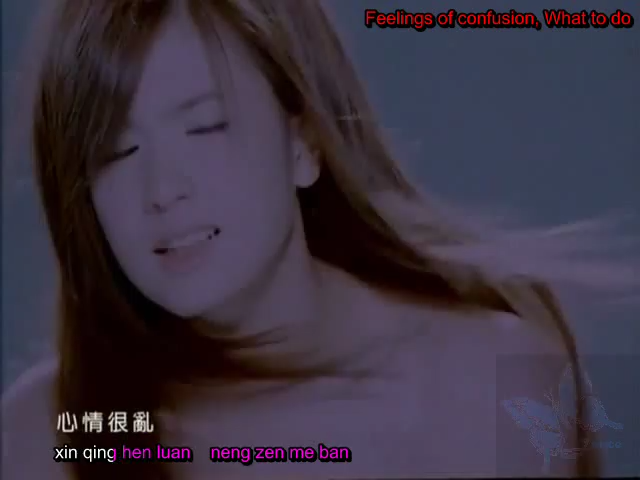 Feelings of confusion, What to do
心情很亂
xin qing hen luan neng zen me ban